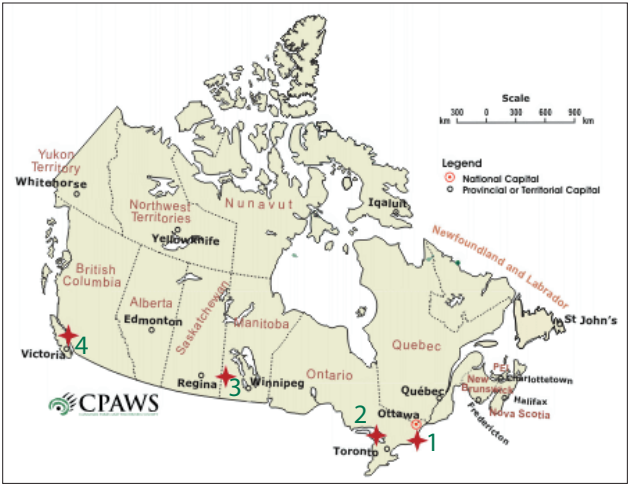 Scale
300 0 300 600 900
km km
Legend
National Capital
Provincial or Territorial Capital
Yukon
Territory
Whitehorse
Northwest
Territories
Yellowknife
Nunavut
Iqaluit
Newfoundland and Labrador
St John's
British
Columbia
Alberta
Edmonton
Saskatchewan
Manitoba
Ontario
Quebec
Québec
PEI
Charlottetown
New
Brunswick
Halifax
Nova Scotia
Fredericton
4
Victoria
Regina
3
Winnipeg
2
Ottawa
1
Toronto
CPAWS